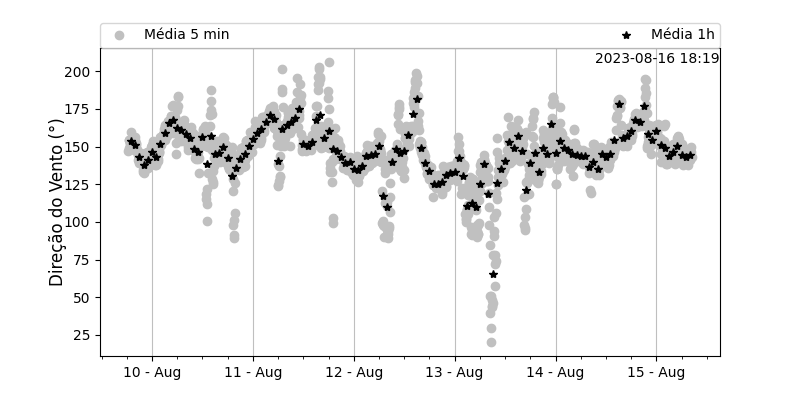 Média 5 min
Média 1h
2023-08-16 18:19
Direção do Vento (°)
200
175
150
125
100
75
50
25
10 - Aug
11 - Aug
12 - Aug
13 - Aug
14 - Aug
15 - Aug